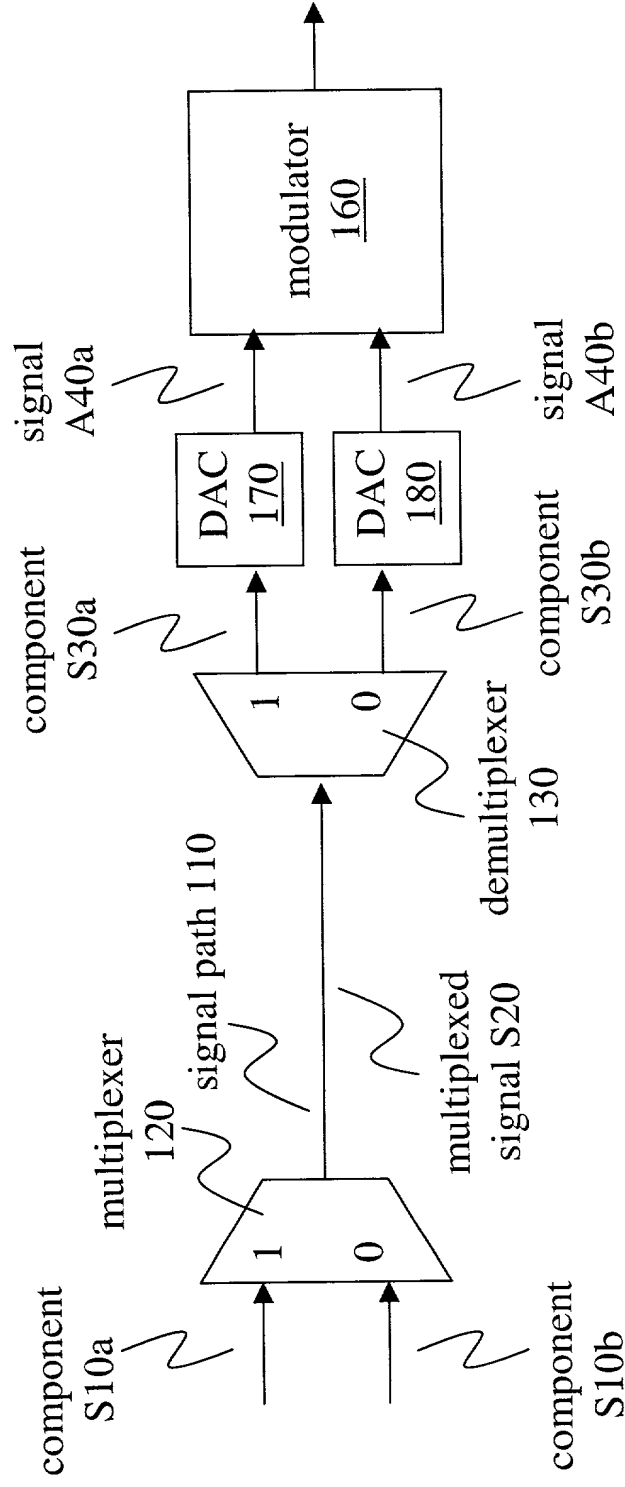 component
S10a
component
S10b
multiplexer
120
1
0
signal path 110
multiplexed
signal S20
demultiplexer
130
1
0
component
S30a
component
S30b
DAC
170
DAC
180
signal
A40a
signal
A40b
modulator
160